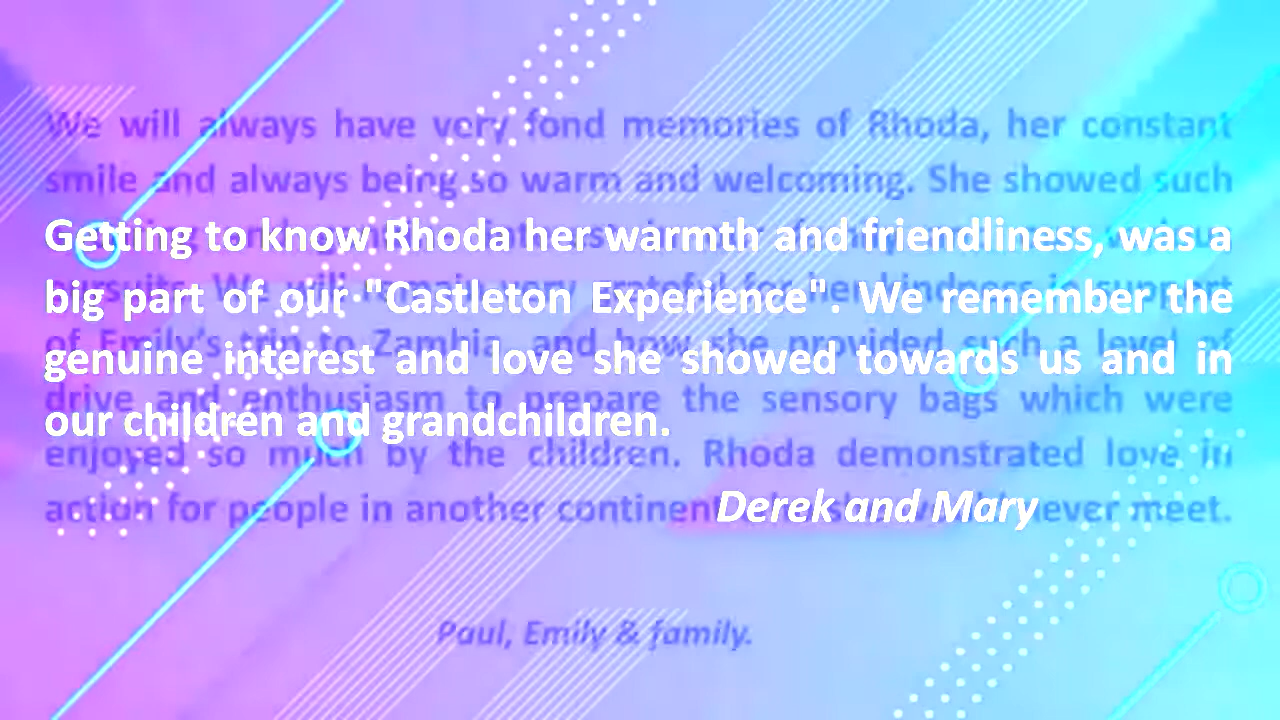 We will always have very fond memories of Rhoda, her constant
smile and always being so warm and welcoming. She showed such
Getting to know Rhoda her warmth and friendliness, was a
big part of our "Castleton Experience". We remember the
of Emily's trip to Zambia, and how she provided such a level of
genuine interest and love she showed towards us and in
drive and enthusiasm to prepare the sensory bags which were
our children and grandchildren.
enjoyed so much by the children. Rhoda demonstrated love in
action for people in another continent ever meet.
Derek and Mary
Paul, Emily & family.